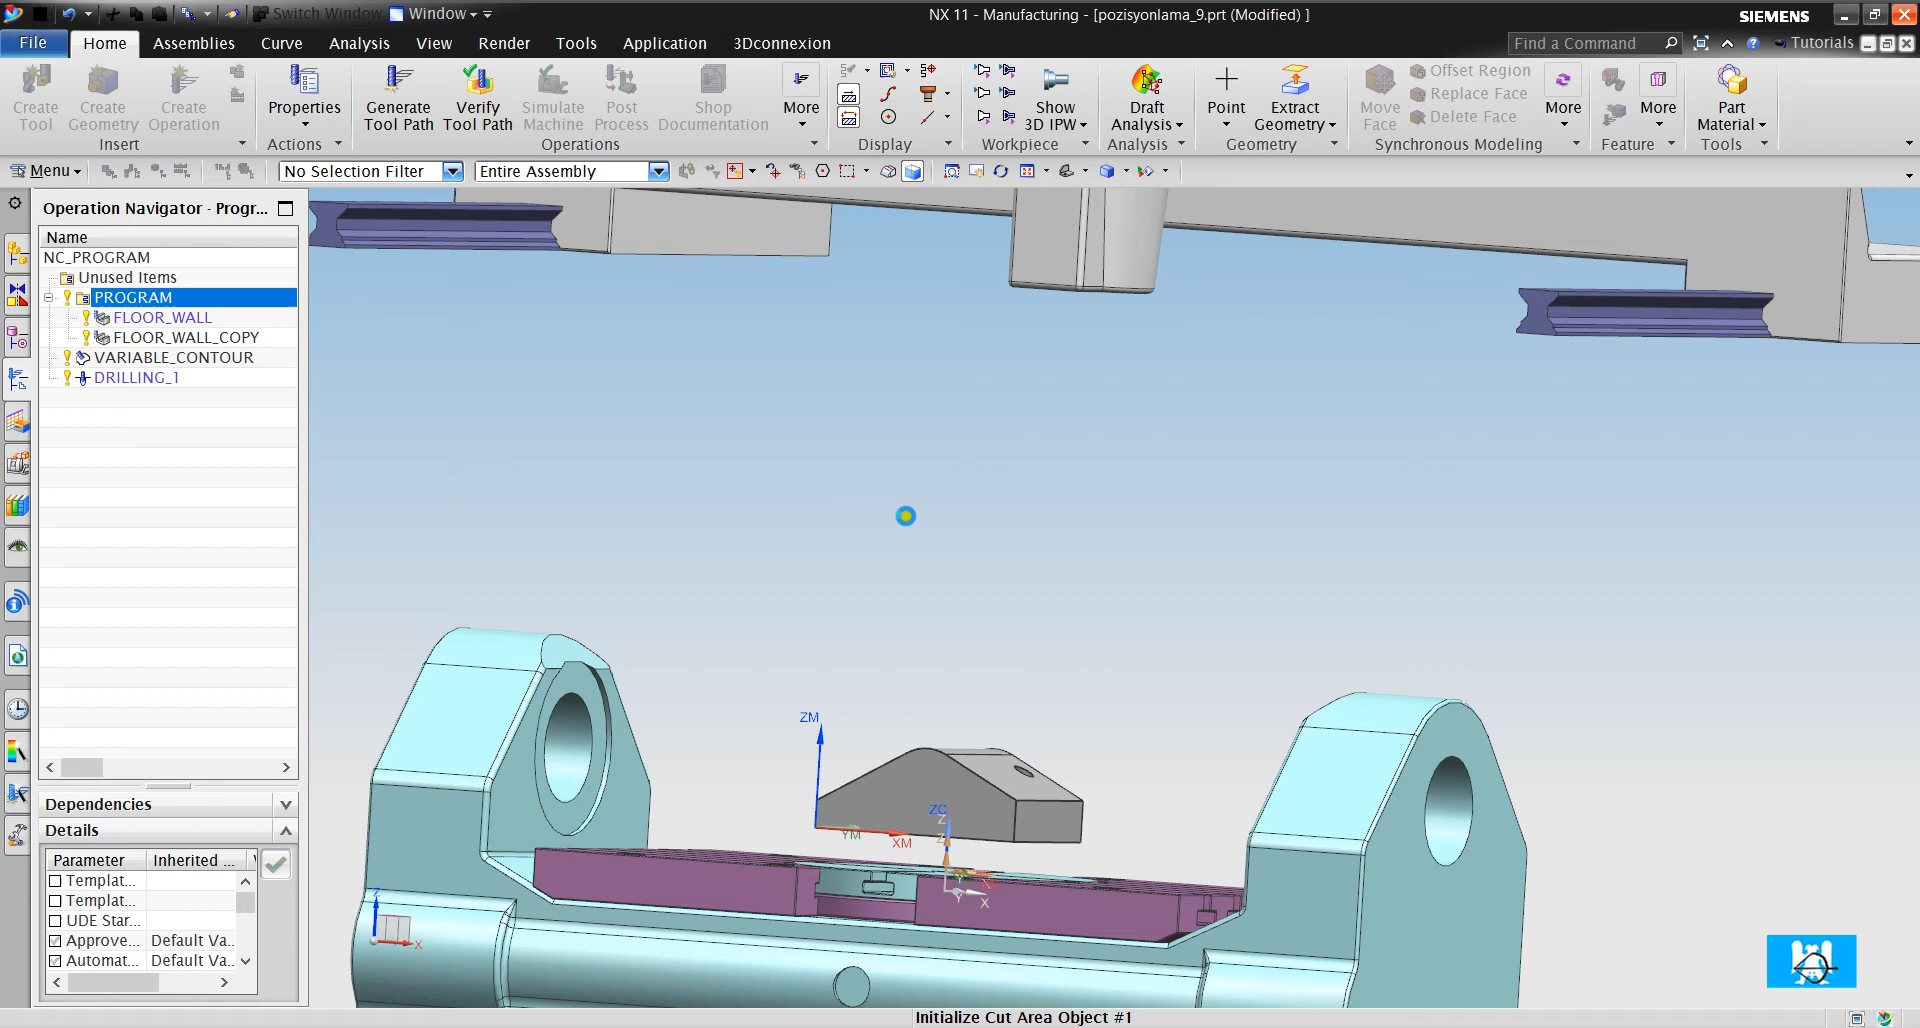 Switch Window Window NX 11 - Manufacturing - [pozisyonlama_9.prt (Modified) ] SIEMENS
File Home Assemblies Curve Analysis View Render Tools Application 3Dconnexion Find a Command Tutorials
Create Tool Create Geometry Create Operation Insert
Properties Actions
Generate Tool Path Verify Tool Path Simulate Machine Post Process Shop Documentation More Operations
Display
Show 3D IPW Workpiece
Draft Analysis Analysis
Point Extract Geometry Geometry
Move Face Offset Region Replace Face Delete Face More Synchronous Modeling
More Feature
Part Material Tools
Menu No Selection Filter Entire Assembly
Operation Navigator - Progr...
Name
NC_PROGRAM
Unused Items
PROGRAM
FLOOR_WALL
FLOOR_WALL_COPY
VARIABLE_CONTOUR
DRILLING_1
Dependencies
Details
Parameter Inherited ...
Templat...
Templat...
UDE Star...
Approve... Default Va..
Automat... Default Va..
ZM
YM
XM
ZC
Z
Z
Y
X
Z
X
Initialize Cut Area Object #1